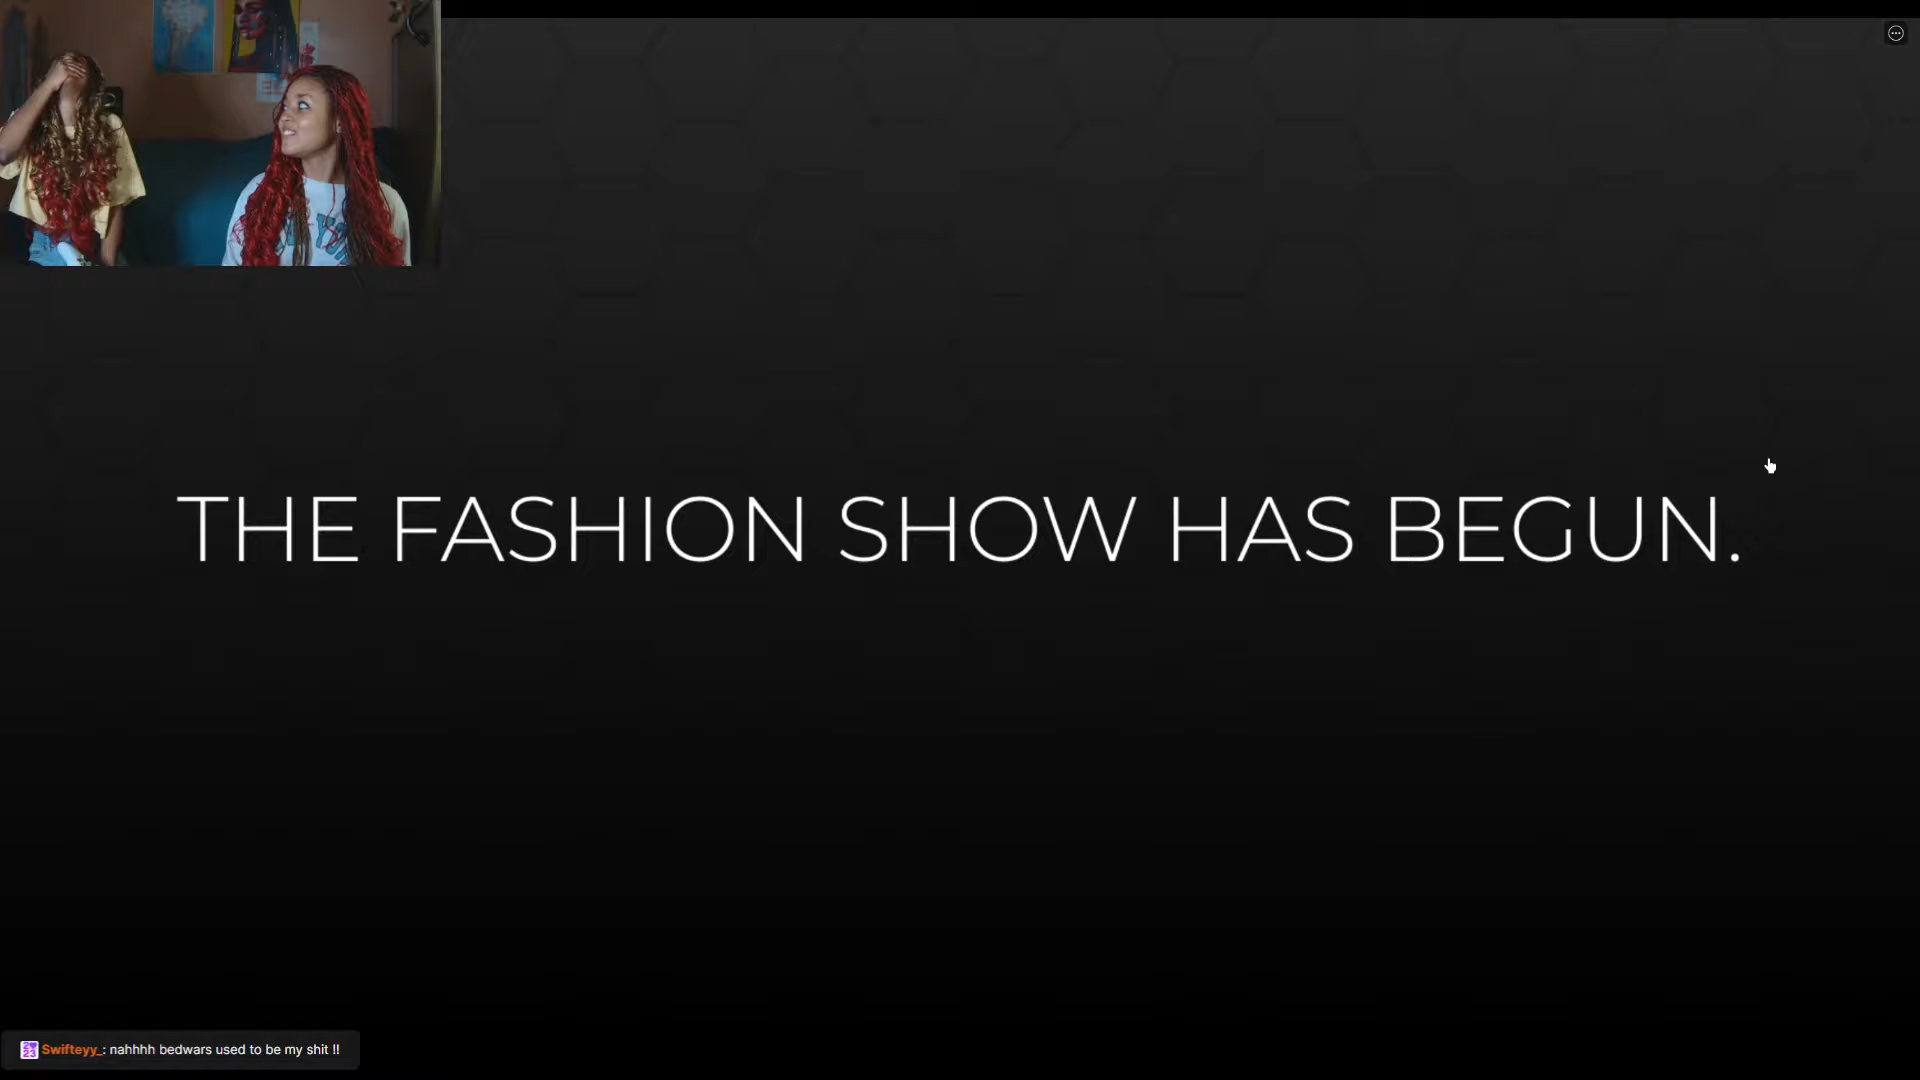 THE FASHION SHOW HAS BEGUN.
Swifteyy_: nahhhh bedwars used to be my shit !!